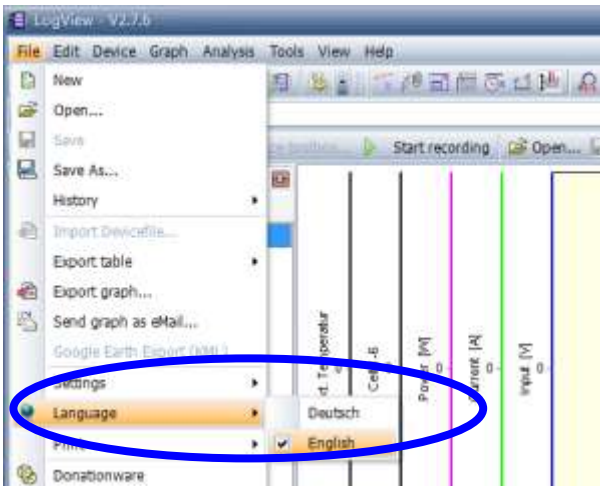 LogView - V2.7.6
File Edit Device Graph Analysis Tools View Help
New
Open...
Save
Start recording Open...
Save As...
History
Import Devicefile...
Export table
Export graph...
Send graph as eMail...
Google Earth Export (KML)
Settings
Language
Deutsch
English
Donationware
Temperatur
Power [W]
0
Current [A]
0
Input [V]
0